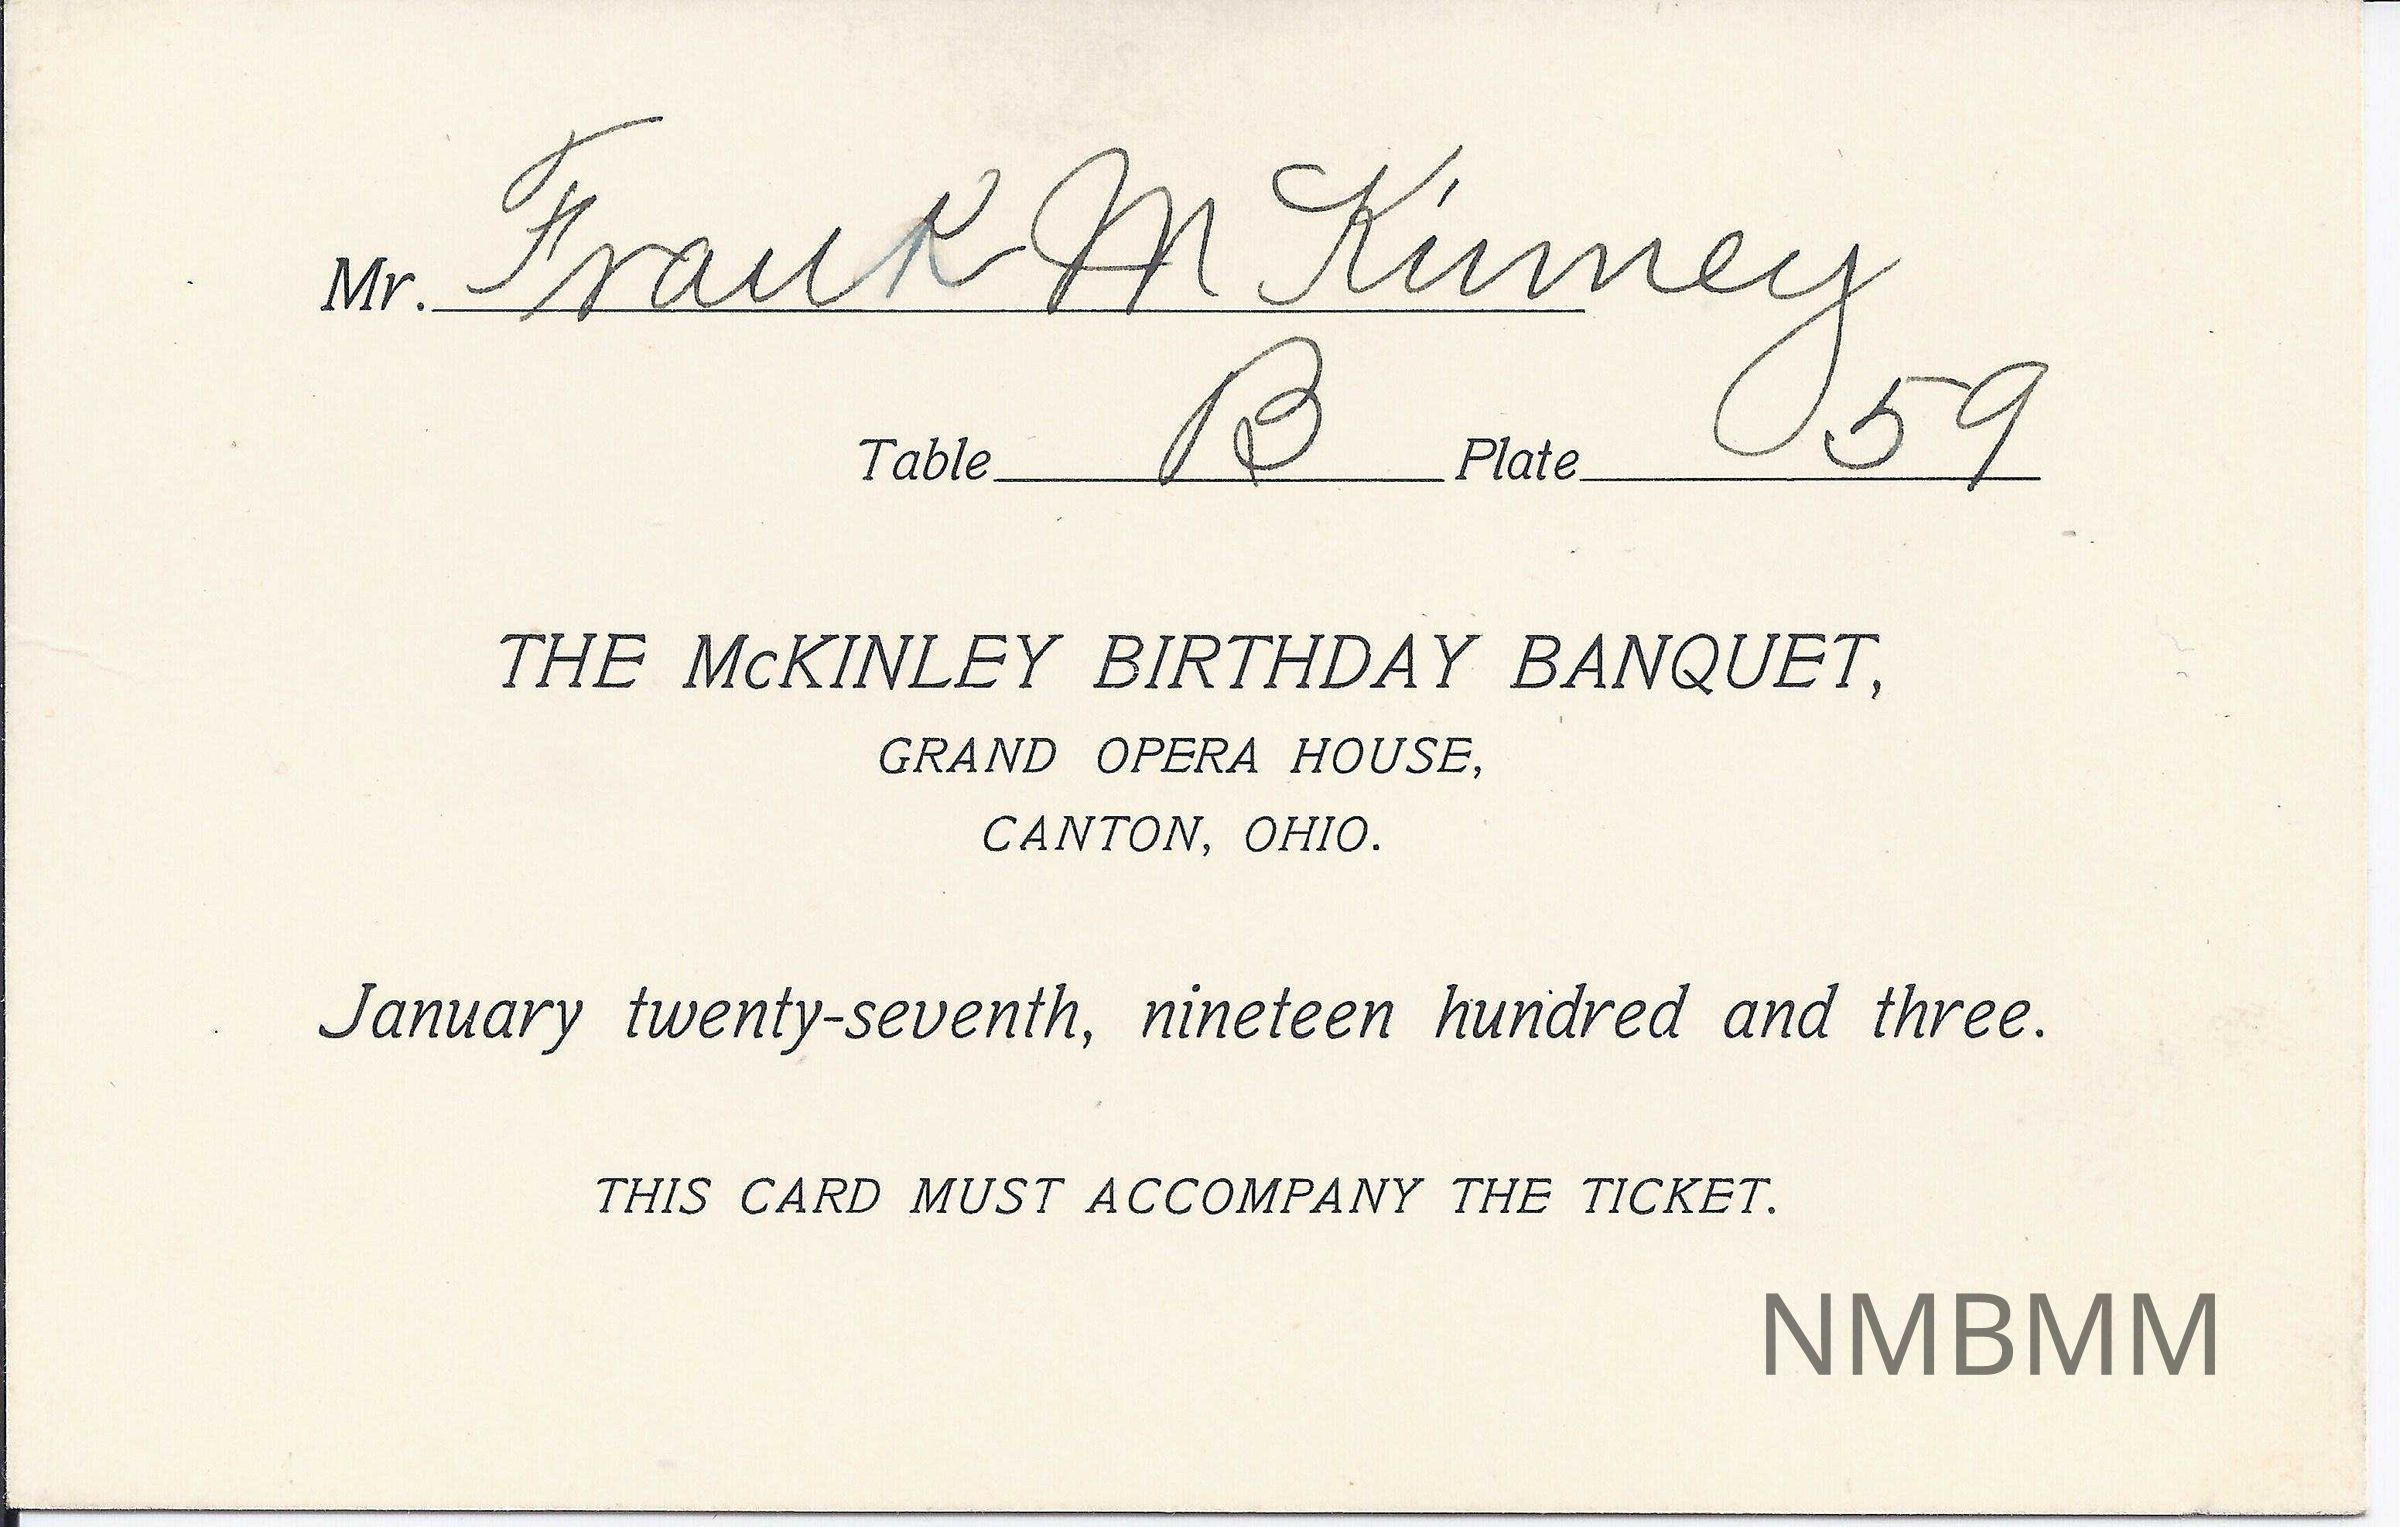 Mr. Frank McKinney
Table B Plate 59
THE McKINLEY BIRTHDAY BANQUET,
GRAND OPERA HOUSE,
CANTON, OHIO.
January twenty-seventh, nineteen hundred and three.
THIS CARD MUST ACCOMPANY THE TICKET.
NMBMM